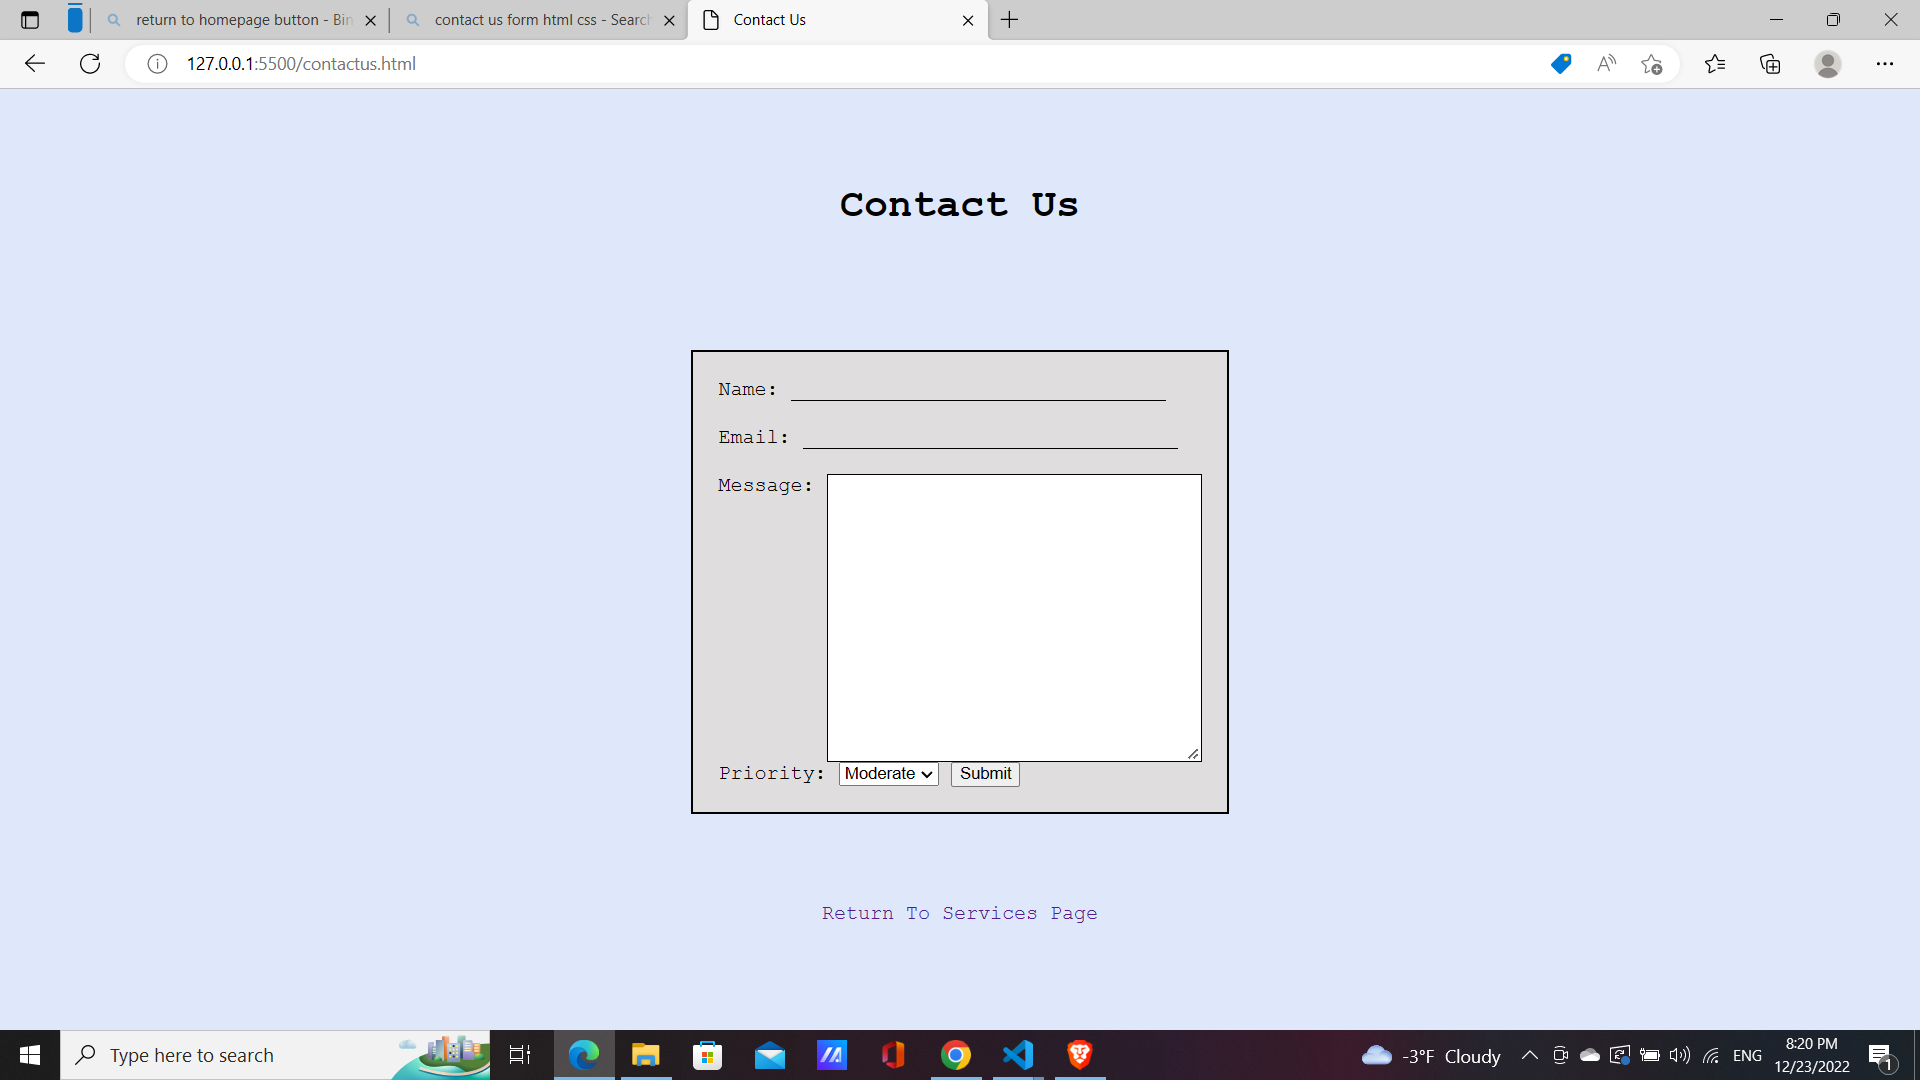 return to homepage button - Bin
contact us form html css - Search
Contact Us
127.0.0.1:5500/contactus.html
Contact Us
Name:
Email:
Message:
Priority: Moderate Submit
Return To Services Page
Type here to search
-3°F Cloudy
ENG
8:20 PM
12/23/2022
1